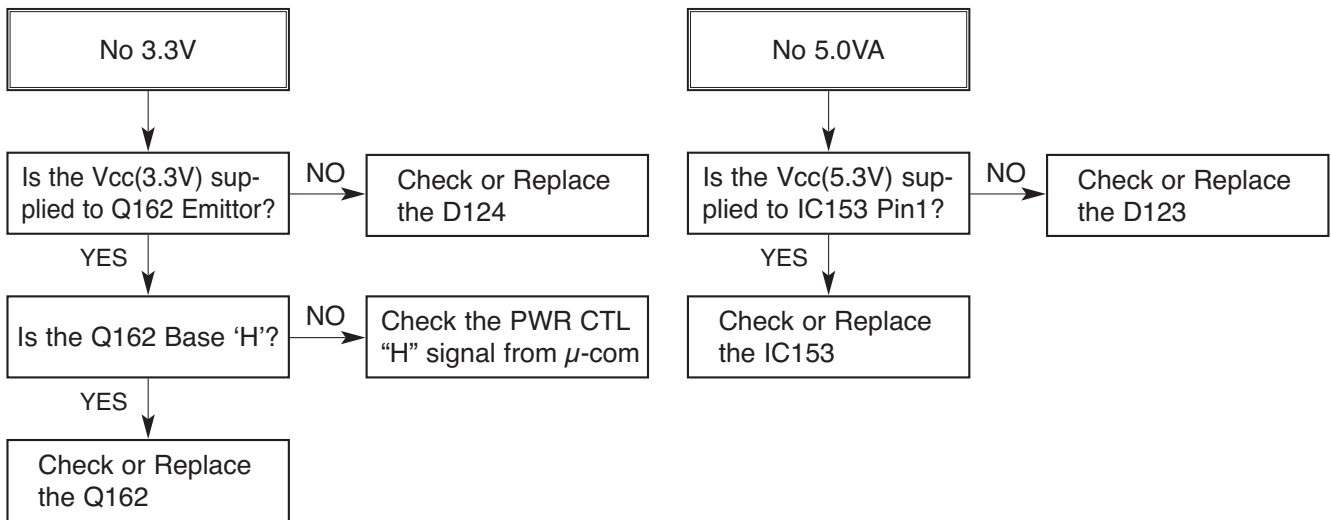 No 3.3V
Is the Vcc(3.3V) sup-
plied to Q162 Emittor?
NO
Check or Replace
the D124
YES
Is the Q162 Base ‘H’?
NO
Check the PWR CTL
“H” signal from µ-com
YES
Check or Replace
the Q162
No 5.0VA
Is the Vcc(5.3V) sup-
plied to IC153 Pin1?
NO
Check or Replace
the D123
YES
Check or Replace
the IC153